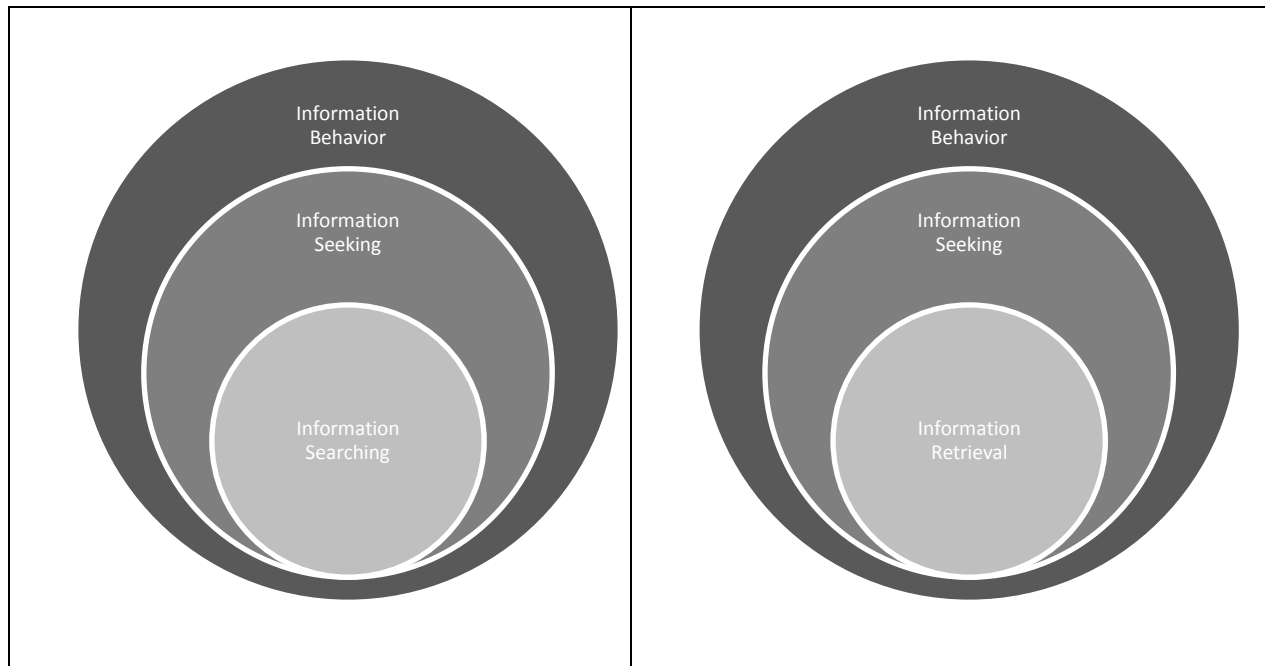 Information
Behavior
Information
Seeking
Information
Searching
Information
Behavior
Information
Seeking
Information
Retrieval